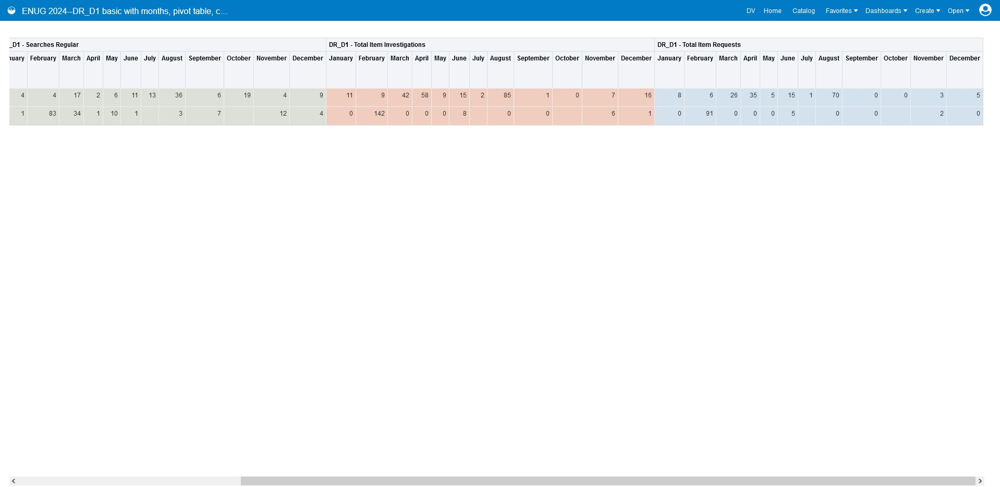 ENUG 2024--DR_D1 basic with months, pivot table, c... DV Home Catalog Favorites Dashboards Create Open
_D1 - Searches Regular DR_D1 - Total Item Investigations DR_D1 - Total Item Requests
nuary February March April May June July August September October November December January February March April May June July August September October November December January February March April May June July August September October November December
4 4 17 2 6 11 13 36 6 19 4 9 11 9 42 58 9 15 2 85 1 0 7 16 8 6 26 35 5 15 1 70 0 0 3 5
1 83 34 1 10 1 3 7 12 4 0 142 0 0 0 8 0 0 6 1 0 91 0 0 0 5 0 0 2 0